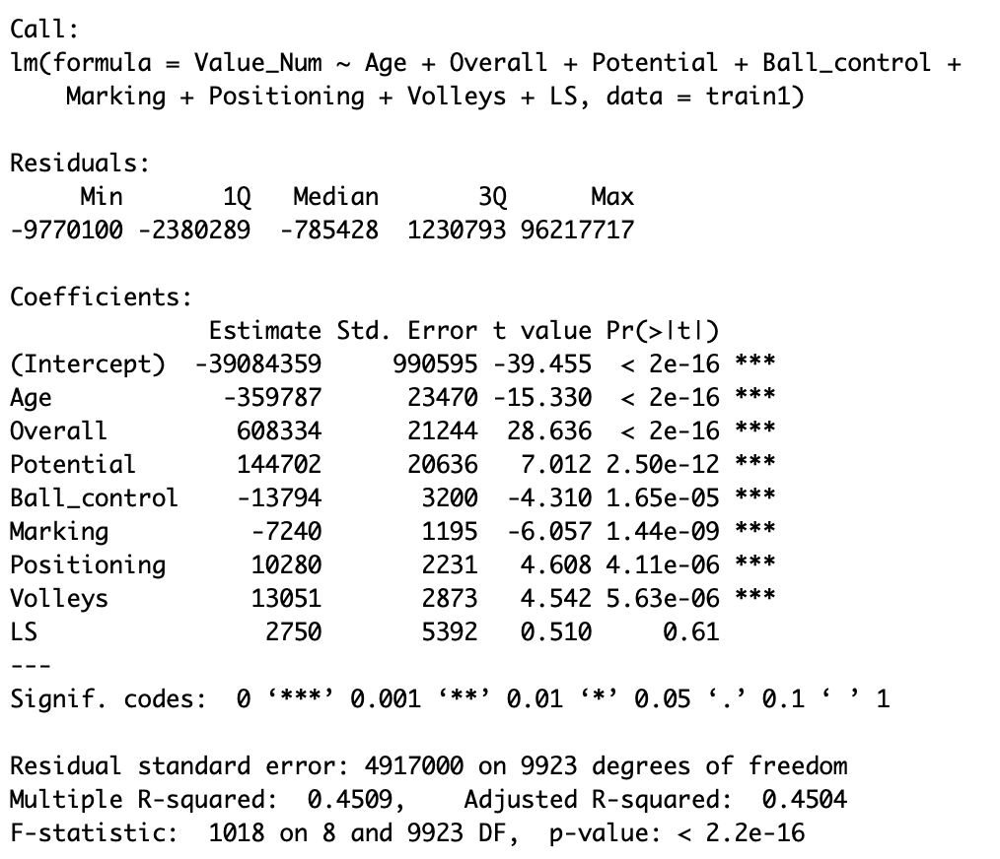 Call:
lm(formula = Value_Num ~ Age + Overall + Potential + Ball_control +
    Marking + Positioning + Volleys + LS, data = train1)

Residuals:
     Min       1Q   Median       3Q      Max
-9770100 -2380289  -785428  1230793 96217717

Coefficients:
              Estimate Std. Error t value Pr(>|t|)
(Intercept)  -39084359     990595 -39.455  < 2e-16 ***
Age            -359787      23470 -15.330  < 2e-16 ***
Overall         608334      21244  28.636  < 2e-16 ***
Potential       144702      20636   7.012 2.50e-12 ***
Ball_control    -13794       3200  -4.310 1.65e-05 ***
Marking          -7240       1195  -6.057 1.44e-09 ***
Positioning      10280       2231   4.608 4.11e-06 ***
Volleys          13051       2873   4.542 5.63e-06 ***
LS                2750       5392   0.510     0.61
---
Signif. codes:  0 ‘***’ 0.001 ‘**’ 0.01 ‘*’ 0.05 ‘.’ 0.1 ‘ ’ 1

Residual standard error: 4917000 on 9923 degrees of freedom
Multiple R-squared:  0.4509,    Adjusted R-squared:  0.4504
F-statistic:  1018 on 8 and 9923 DF,  p-value: < 2.2e-16